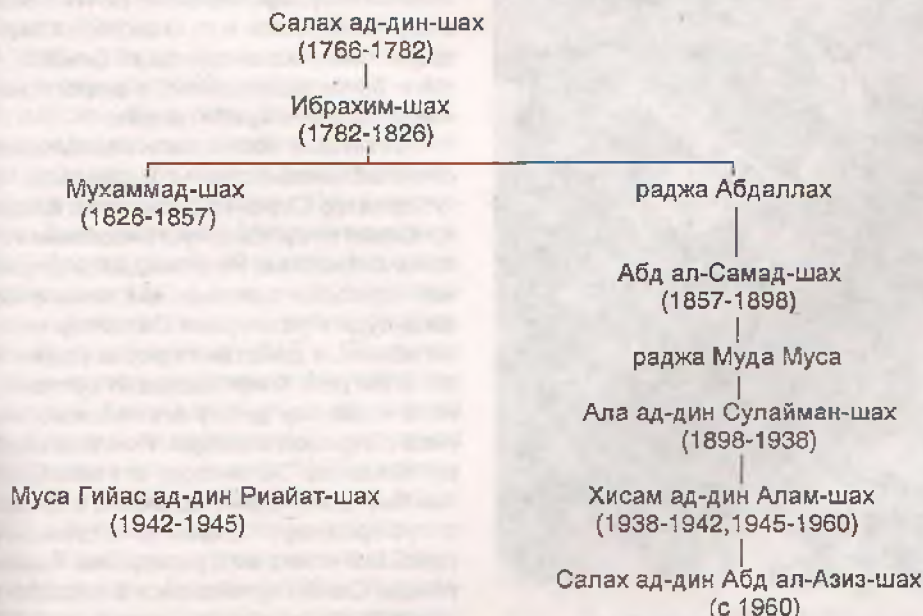 Салах ад-дин-шах
(1766-1782)
Ибрахим-шах
(1782-1826)
Мухаммад-шах
(1826-1857)
раджа Абдаллах
Абд ал-Самад-шах
(1857-1898)
раджа Муда Муса
Ала ад-дин Сулайман-шах
(1898-1938)
Муса Гийас ад-дин Риайат-шах
(1942-1945)
Хисам ад-дин Алам-шах
(1938-1942,1945-1960)
Салах ад-дин Абд ал-Азиз-шах
(с 1960)